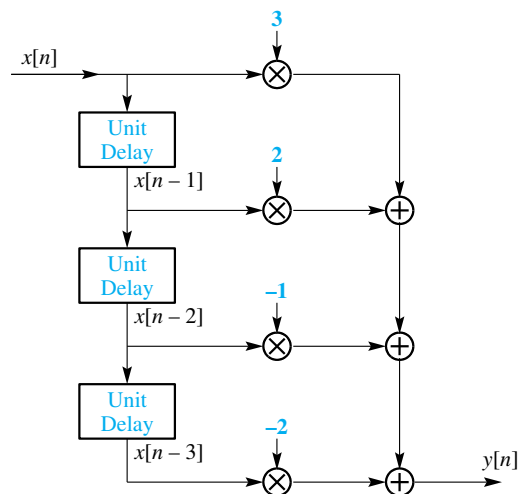 3
x[n]
Unit
Delay
2
x[n – 1]
Unit
Delay
–1
x[n – 2]
Unit
Delay
–2
x[n – 3]
y[n]